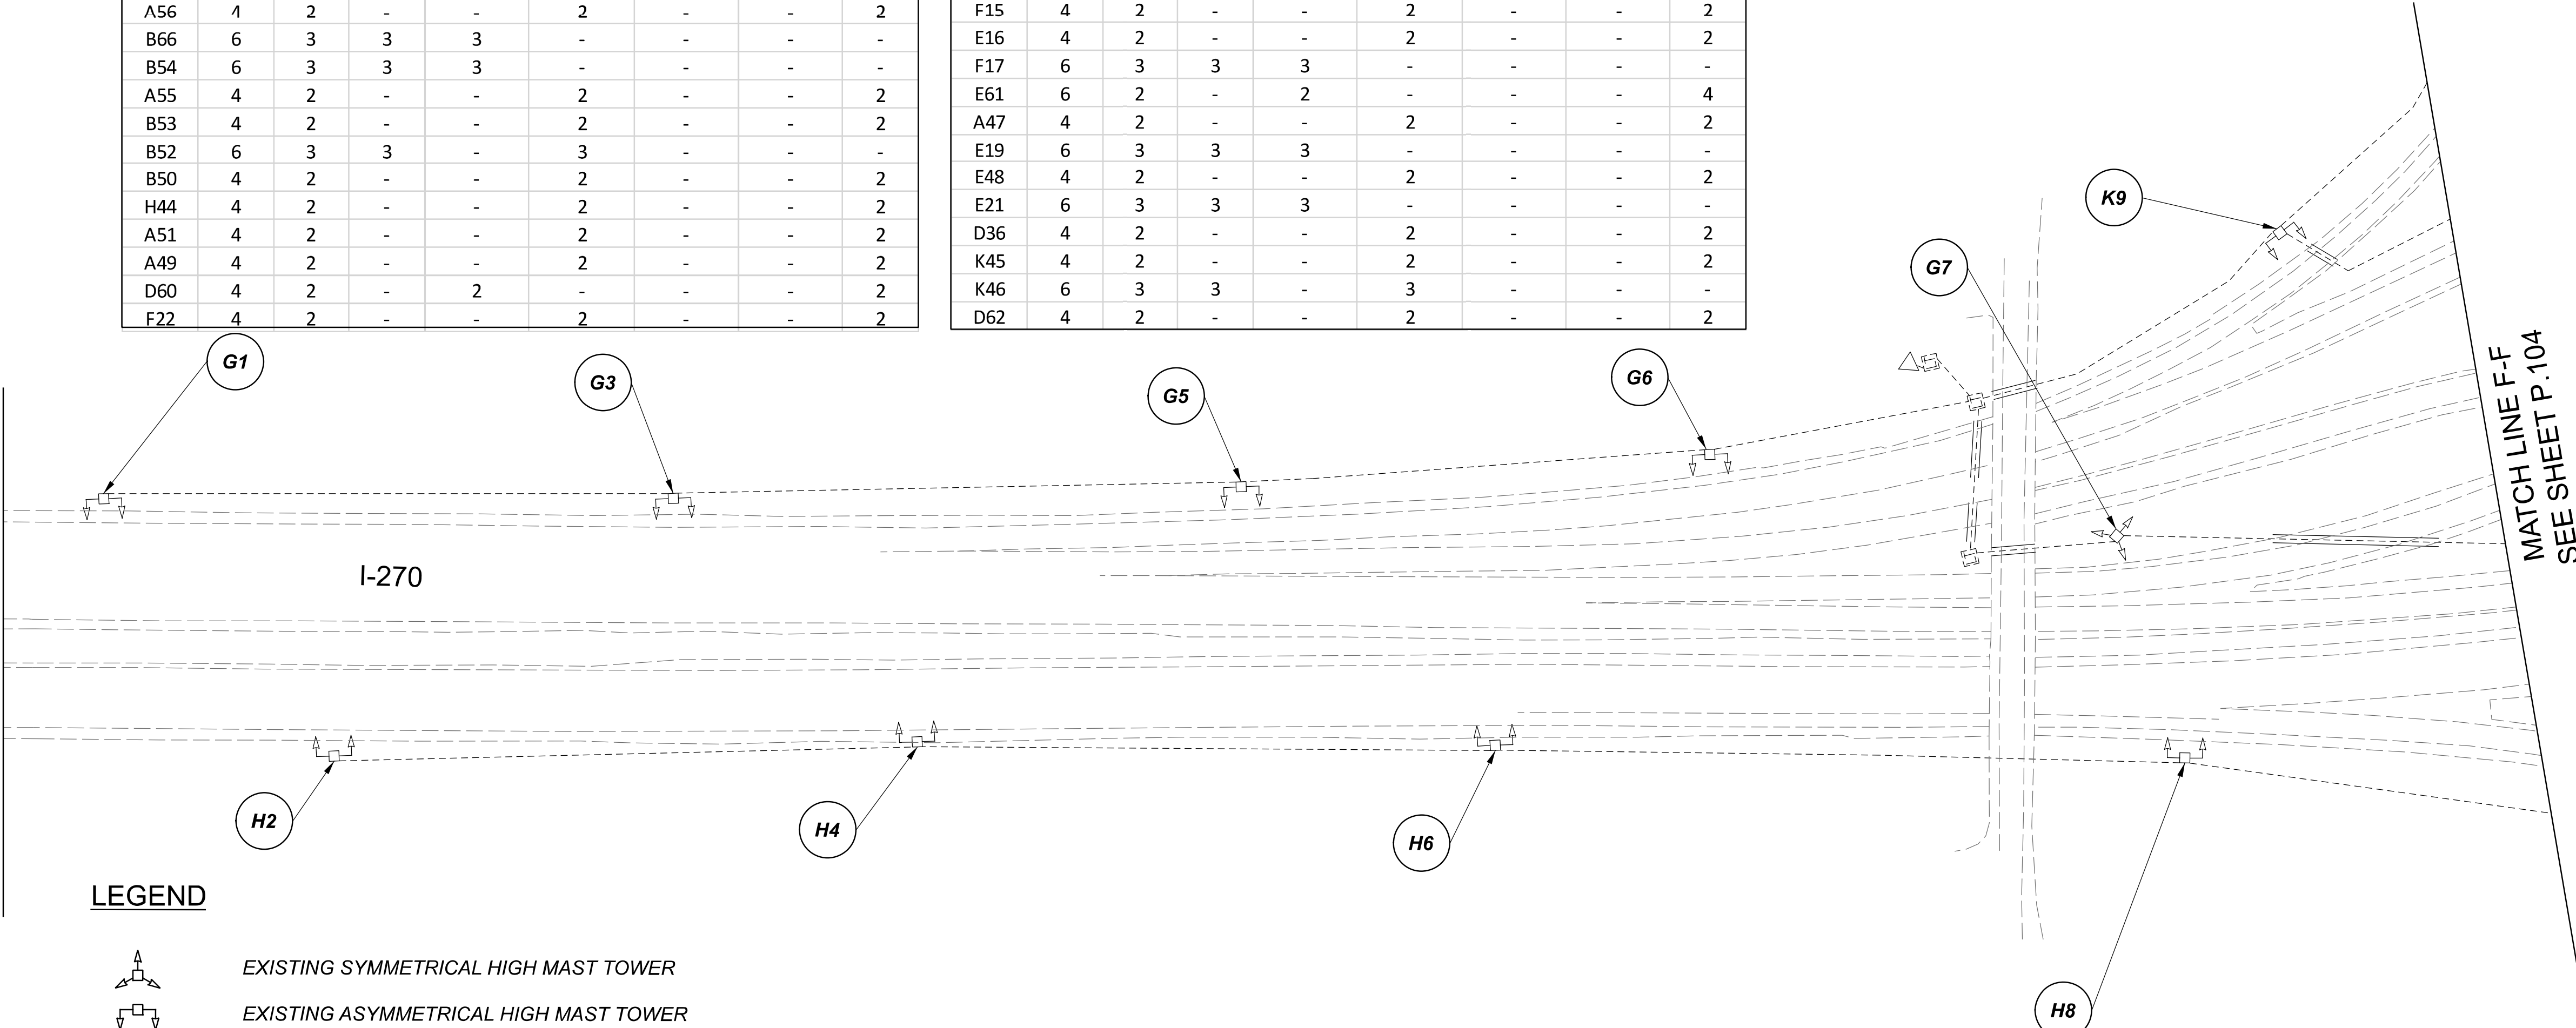 A56 4 2 - - 2 - - 2
B66 6 3 3 3 - - - -
B54 6 3 3 3 - - - -
A55 4 2 - - 2 - - 2
B53 4 2 - - 2 - - 2
B52 6 3 3 - 3 - - -
B50 4 2 - - 2 - - 2
H44 4 2 - - 2 - - 2
A51 4 2 - - 2 - - 2
A49 4 2 - - 2 - - 2
D60 4 2 - 2 - - - 2
F22 4 2 - - 2 - - 2
F15 4 2 - - 2 - - 2
E16 4 2 - - 2 - - 2
F17 6 3 3 3 - - - -
E61 6 2 - 2 - - - 4
A47 4 2 - - 2 - - 2
E19 6 3 3 3 - - - -
E48 4 2 - - 2 - - 2
E21 6 3 3 3 - - - -
D36 4 2 - - 2 - - 2
K45 4 2 - - 2 - - 2
K46 6 3 3 - 3 - - -
D62 4 2 - - 2 - - 2
K9
G7
G1
G3
G5
G6
MATCH LINE F-F
SEE SHEET P.104
SEE
I-270
H2
H4
H6
H8
LEGEND
EXISTING SYMMETRICAL HIGH MAST TOWER
EXISTING ASYMMETRICAL HIGH MAST TOWER